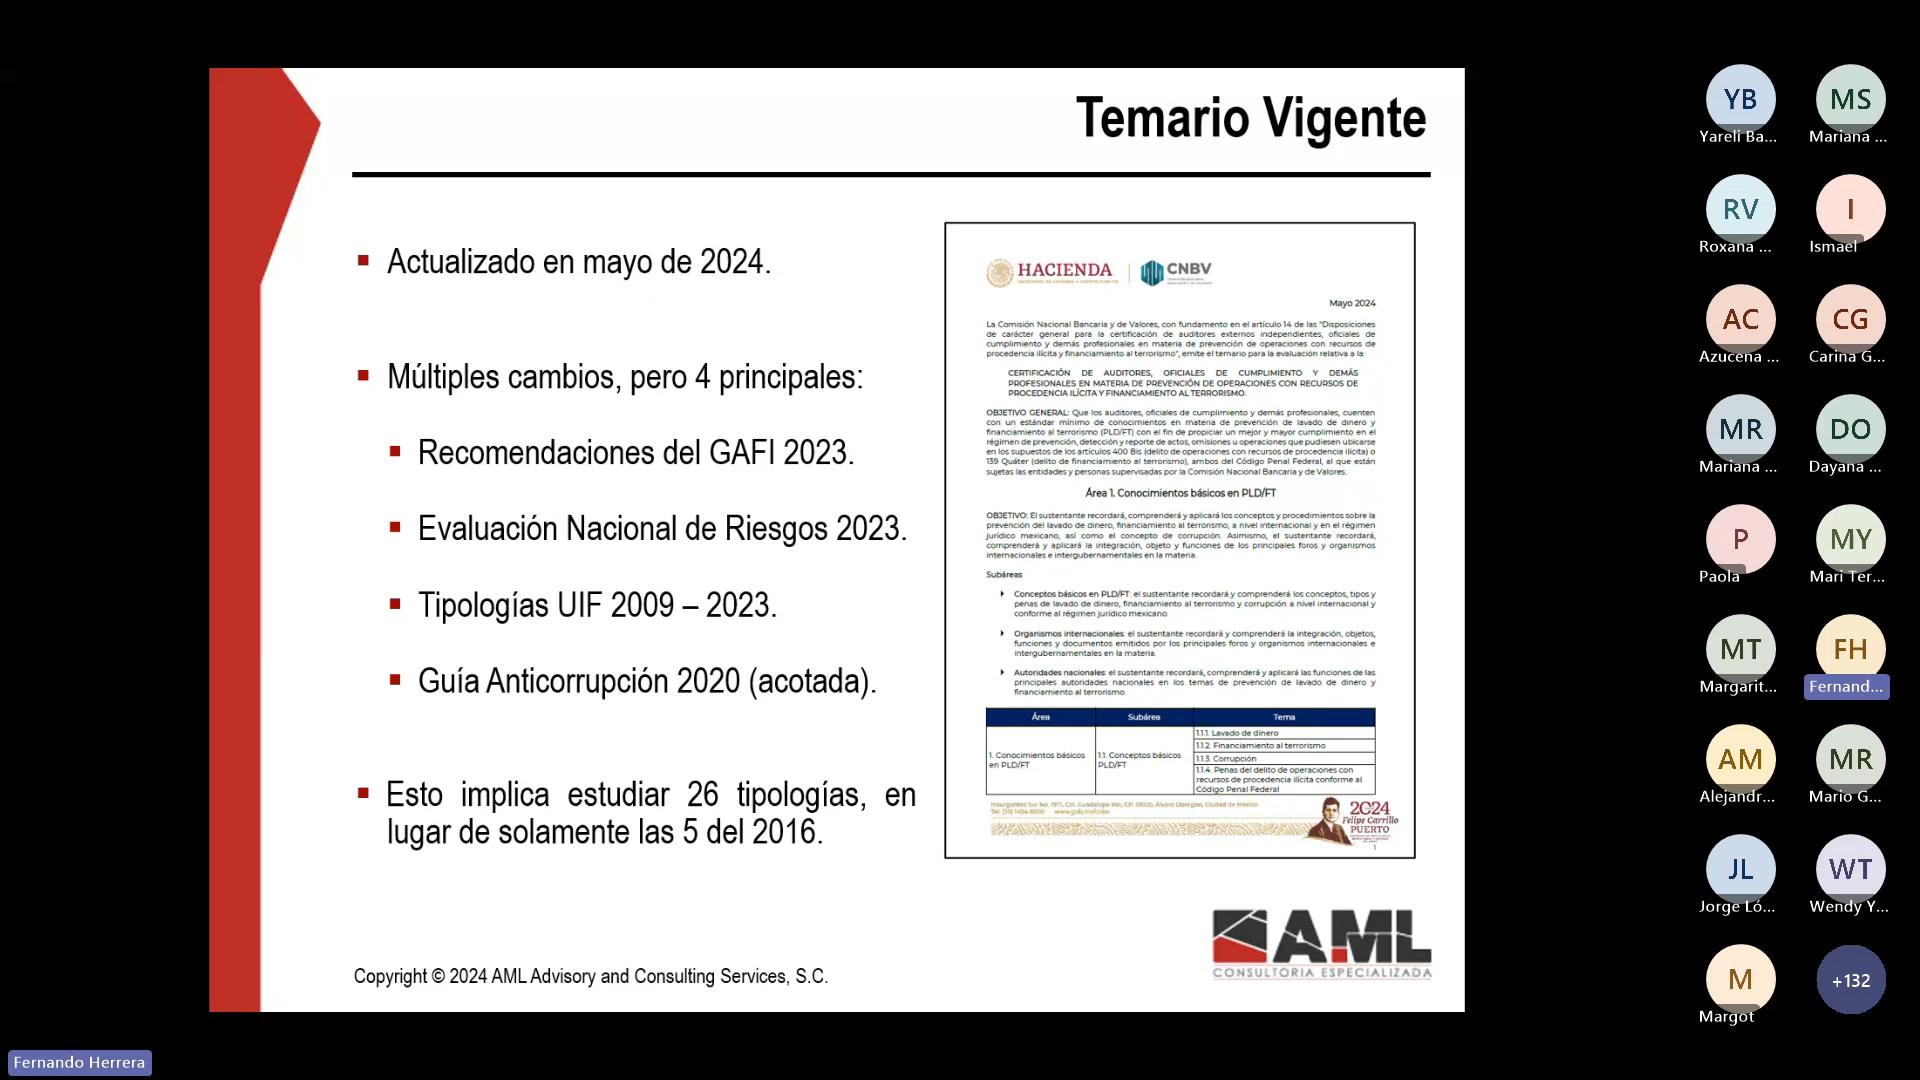 Temario Vigente
Actualizado en mayo de 2024.
Múltiples cambios, pero 4 principales:
Recomendaciones del GAFI 2023.
Evaluación Nacional de Riesgos 2023.
Tipologías UIF 2009 – 2023.
Guía Anticorrupción 2020 (acotada).
Esto implica estudiar 26 tipologías, en
lugar de solamente las 5 del 2016.
Copyright © 2024 AML Advisory and Consulting Services, S.C.
HACIENDA
SECRETARÍA DE HACIENDA Y CRÉDITO PÚBLICO
CNBV
Mayo 2024
La Comisión Nacional Bancaria y de Valores, con fundamento en el artículo 14 de las "Disposiciones
de carácter general para la certificación de auditores externos independientes, oficiales de
cumplimiento y demás profesionales en materia de prevención de operaciones con recursos de
procedencia ilícita y financiamiento al terrorismo", emite el temario para la evaluación relativa a la:
CERTIFICACIÓN DE AUDITORES, OFICIALES DE CUMPLIMIENTO Y DEMÁS
PROFESIONALES EN MATERIA DE PREVENCIÓN DE OPERACIONES CON RECURSOS DE
PROCEDENCIA ILÍCITA Y FINANCIAMIENTO AL TERRORISMO.
OBJETIVO GENERAL: Que los auditores, oficiales de cumplimiento y demás profesionales, cuenten
con un estándar mínimo de conocimientos en materia de prevención de lavado de dinero y
financiamiento al terrorismo (PLD/FT) con el fin de propiciar un mejor y mayor cumplimiento en el
régimen de prevención, detección y reporte de actos, omisiones u operaciones que pudiesen ubicarse
en los supuestos de los artículos 400 Bis (delito de operaciones con recursos de procedencia ilícita) o
139 Quáter (delito de financiamiento al terrorismo), ambos del Código Penal Federal, al que están
sujetas las entidades y personas supervisadas por la Comisión Nacional Bancaria y de Valores.
Área 1. Conocimientos básicos en PLD/FT
OBJETIVO: El sustentante recordará, comprenderá y aplicará los conceptos y procedimientos sobre la
prevención del lavado de dinero, financiamiento al terrorismo, a nivel internacional y en el régimen
jurídico mexicano, así como el concepto de corrupción. Asimismo, el sustentante recordará,
comprenderá y aplicará la integración, objeto y funciones de los principales foros y organismos
internacionales e intergubernamentales en la materia.
Subáreas
Conceptos básicos en PLD/FT: el sustentante recordará y comprenderá los conceptos, tipos y
penas de lavado de dinero, financiamiento al terrorismo y corrupción a nivel internacional y
conforme al régimen jurídico mexicano.
Organismos internacionales: el sustentante recordará y comprenderá la integración, objetos,
funciones y documentos emitidos por los principales foros y organismos internacionales e
intergubernamentales en la materia.
Autoridades nacionales: el sustentante recordará, comprenderá y aplicará las funciones de las
principales autoridades nacionales en los temas de prevención de lavado de dinero y
financiamiento al terrorismo.
Área Subárea Tema
1. Conocimientos básicos
en PLD/FT
1.1. Conceptos básicos
PLD/FT
1.1.1. Lavado de dinero
1.1.2. Financiamiento al terrorismo
1.1.3. Corrupción
1.1.4. Penas del delito de operaciones con
recursos de procedencia ilícita conforme al
Código Penal Federal
Insurgentes Sur No. 1971, Col. Guadalupe Inn, CP. 01020, Álvaro Obregón, Ciudad de México.
Tel: (55) 1454 6000 www.gob.mx/cnbv
2024
Felipe Carrillo
PUERTO
1
AML
CONSULTORIA ESPECIALIZADA
YB
Yareli Ba...
MS
Mariana ...
RV
Roxana ...
I
Ismael
AC
Azucena ...
CG
Carina G...
MR
Mariana ...
DO
Dayana ...
P
Paola
MY
Mari Ter...
MT
Margarit...
FH
Fernand...
AM
Alejandr...
MR
Mario G...
JL
Jorge Ló...
WT
Wendy Y...
M
Margot
+132
Fernando Herrera